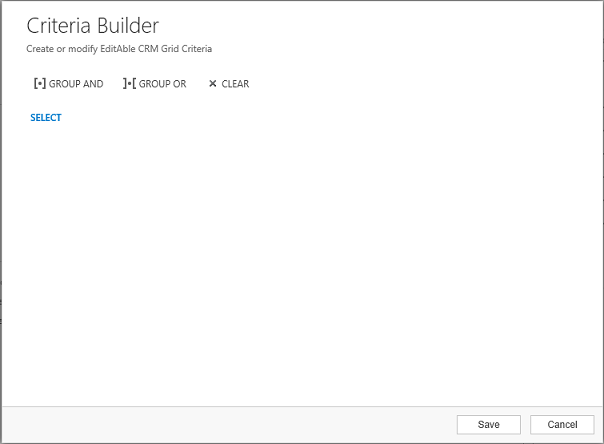 Criteria Builder
Create or modify EditAble CRM Grid Criteria
[•] GROUP AND ]•[ GROUP OR ✕ CLEAR
SELECT
Save Cancel